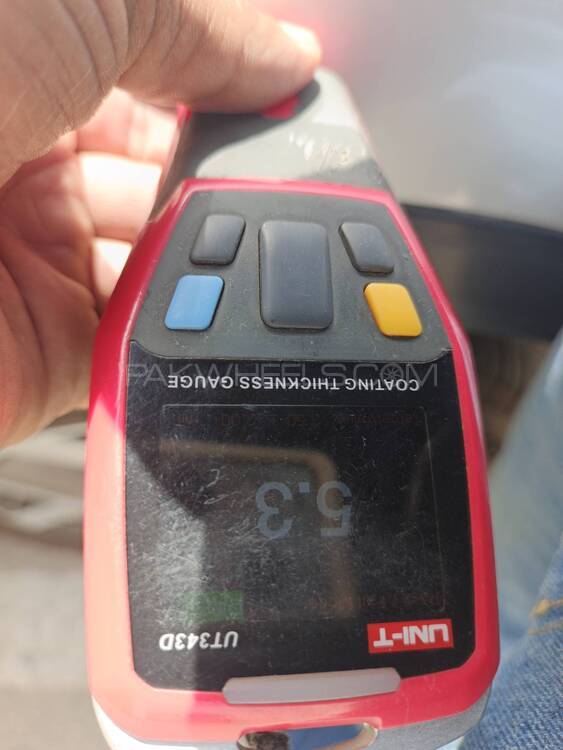 UNI-T
UT343D
5.3
COATING THICKNESS GAUGE
PAKWHEELS.COM